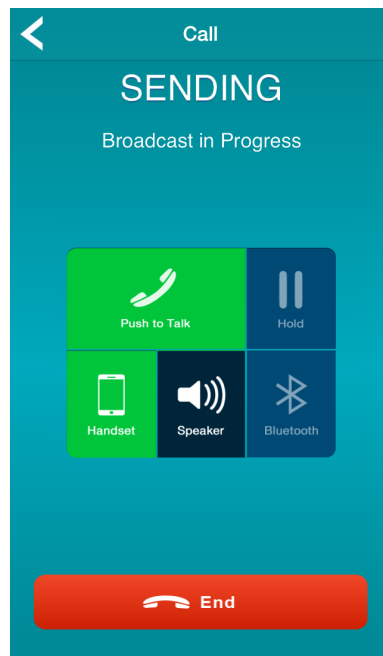 Call
SENDING
Broadcast in Progress
Push to Talk
Hold
Handset
Speaker
Bluetooth
End